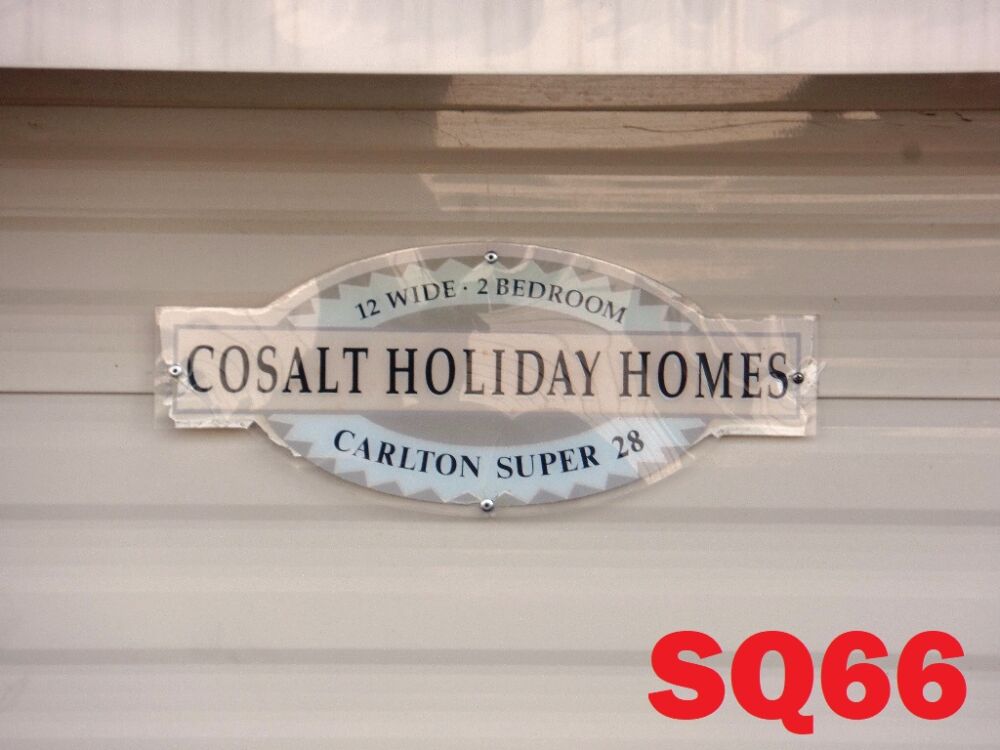 12 WIDE · 2 BEDROOM
COSALT HOLIDAY HOMES
CARLTON SUPER 28
SQ66